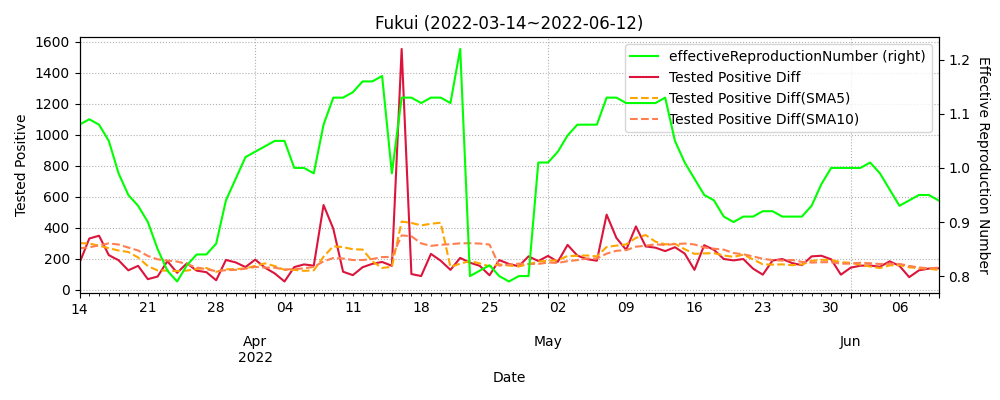 Fukui (2022-03-14~2022-06-12)
Tested Positive
1600
1400
1200
1000
800
600
400
200
0
effectiveReproductionNumber (right)
Tested Positive Diff
Tested Positive Diff(SMA5)
Tested Positive Diff(SMA10)
1.2
1.1
1.0
0.9
0.8
Effective Reproduction Number
14 21 28 04 11 18 25 02 09 16 23 30 06
Apr May Jun
2022
Date